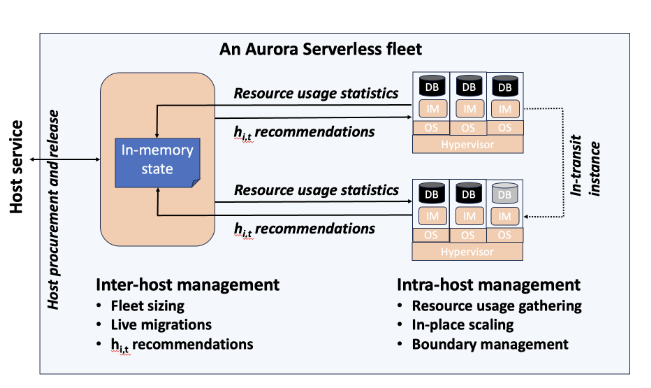 An Aurora Serverless fleet
Host service
Host procurement and release
In-memory
state
Resource usage statistics
h i,t recommendations
Resource usage statistics
h i,t recommendations
DB DB DB
IM IM IM
OS OS OS
Hypervisor
DB DB DB
IM IM IM
OS OS OS
Hypervisor
In-transit
instance
Inter-host management
• Fleet sizing
• Live migrations
• h i,t recommendations
Intra-host management
• Resource usage gathering
• In-place scaling
• Boundary management